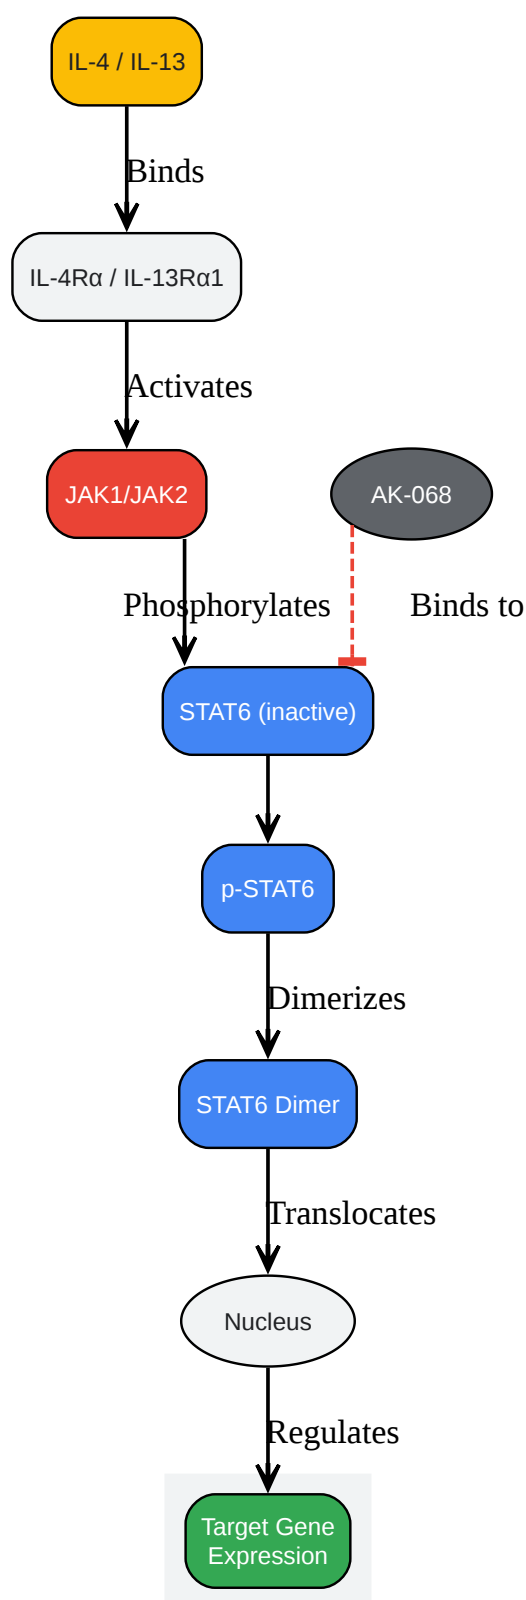 IL-4 / IL-13
Binds
IL-4Rα / IL-13Rα1
Activates
JAK1/JAK2
AK-068
Phosphorylates
Binds to
STAT6 (inactive)
p-STAT6
Dimerizes
STAT6 Dimer
Translocates
Nucleus
Regulates
Target Gene
Expression